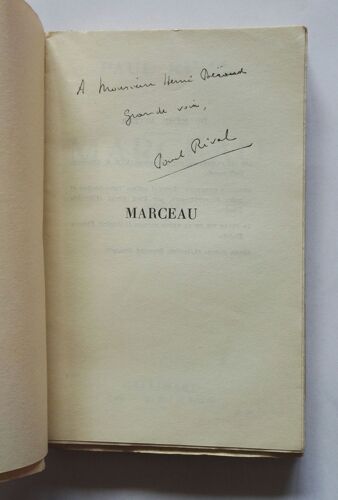 A Monsieur Henri Béraud
Grande voix,
Paul Rival
MARCEAU